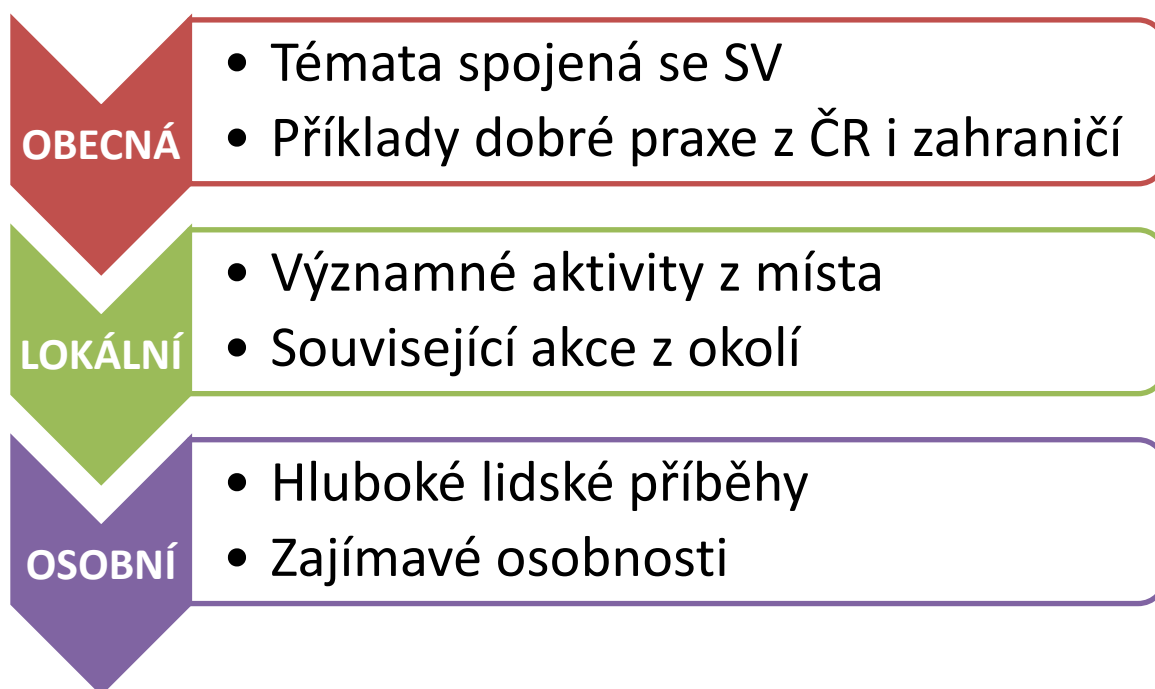 OBECNÁ
• Témata spojená se SV
• Příklady dobré praxe z ČR i zahraničí
LOKÁLNÍ
• Významné aktivity z místa
• Související akce z okolí
OSOBNÍ
• Hluboké lidské příběhy
• Zajímavé osobnosti